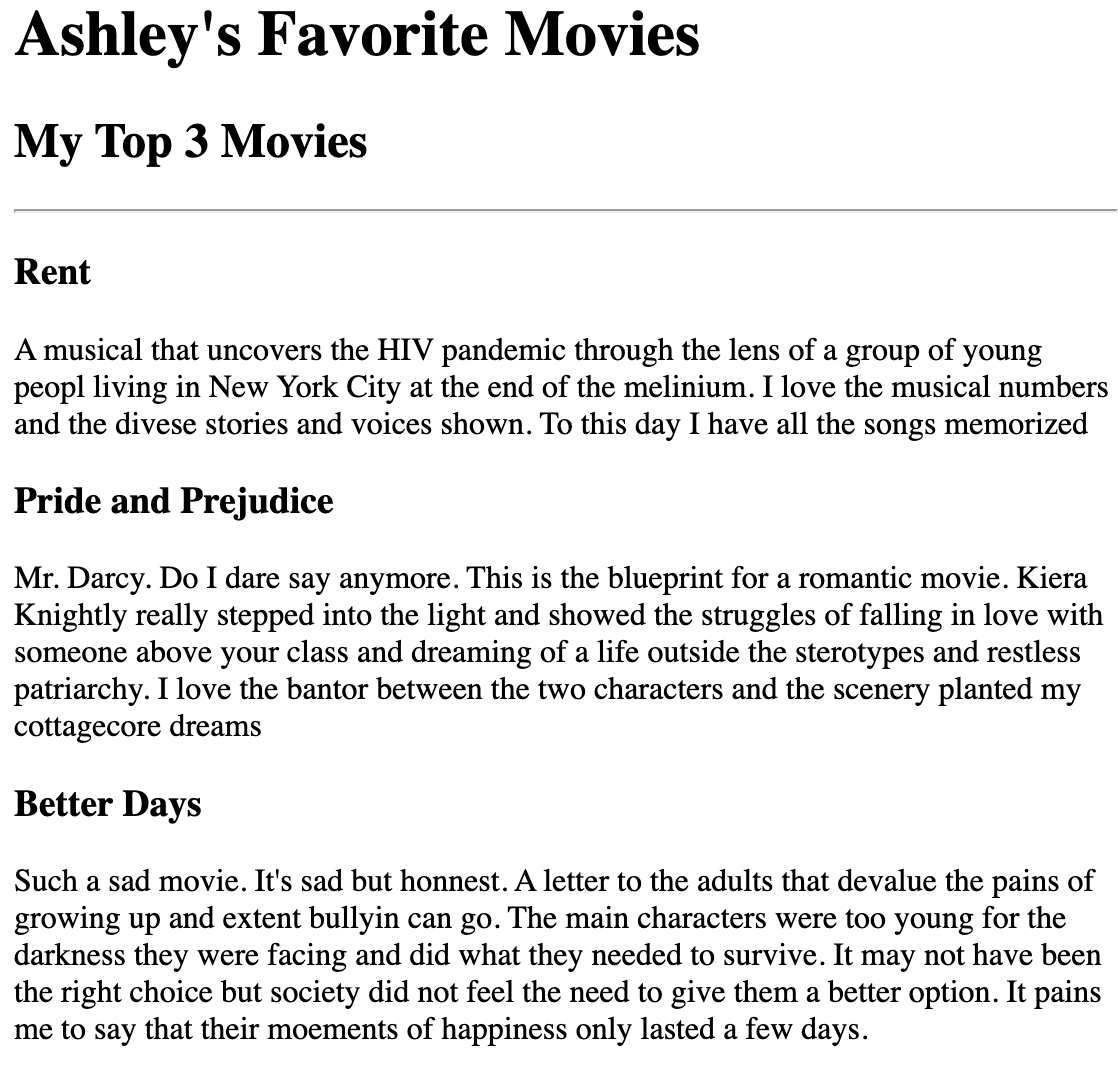 Ashley's Favorite Movies
My Top 3 Movies
Rent
A musical that uncovers the HIV pandemic through the lens of a group of young
peopl living in New York City at the end of the melinium. I love the musical numbers
and the divese stories and voices shown. To this day I have all the songs memorized
Pride and Prejudice
Mr. Darcy. Do I dare say anymore. This is the blueprint for a romantic movie. Kiera
Knightly really stepped into the light and showed the struggles of falling in love with
someone above your class and dreaming of a life outside the sterotypes and restless
patriarchy. I love the bantor between the two characters and the scenery planted my
cottagecore dreams
Better Days
Such a sad movie. It's sad but honnest. A letter to the adults that devalue the pains of
growing up and extent bullyin can go. The main characters were too young for the
darkness they were facing and did what they needed to survive. It may not have been
the right choice but society did not feel the need to give them a better option. It pains
me to say that their moements of happiness only lasted a few days.